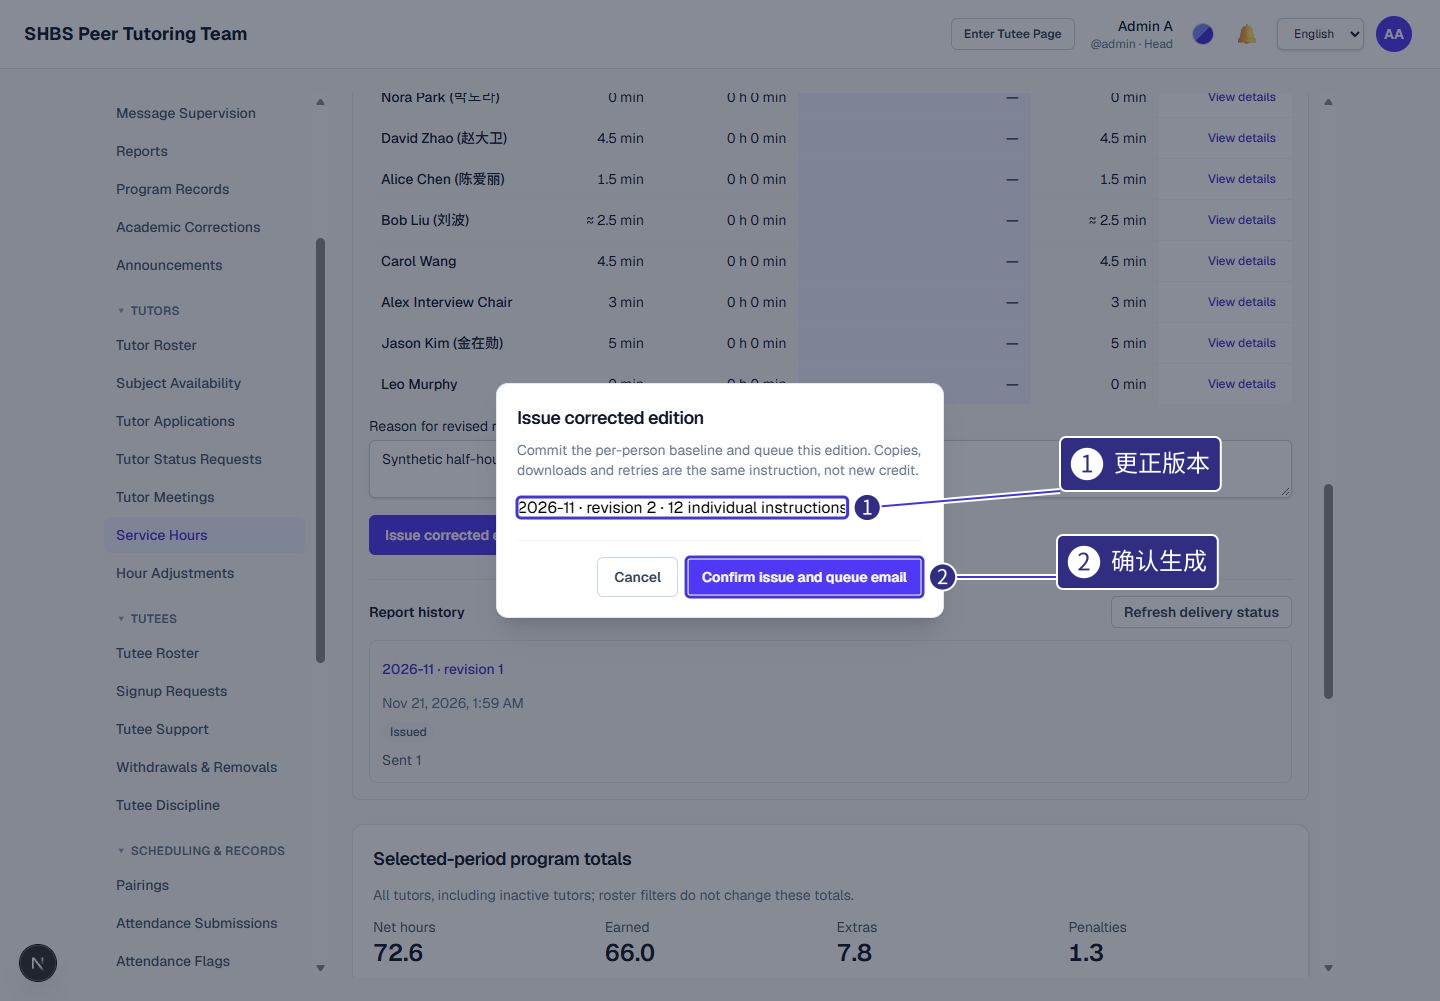 SHBS Peer Tutoring Team
Enter Tutee Page
Admin A
@admin · Head
English
AA
Message Supervision
Reports
Program Records
Academic Corrections
Announcements
TUTORS
Tutor Roster
Subject Availability
Tutor Applications
Tutor Status Requests
Tutor Meetings
Service Hours
Hour Adjustments
TUTEES
Tutee Roster
Signup Requests
Tutee Support
Withdrawals & Removals
Tutee Discipline
SCHEDULING & RECORDS
Pairings
Attendance Submissions
Attendance Flags
N
Nora Park (박노라) 0 min 0 h 0 min — 0 min View details
David Zhao (赵大卫) 4.5 min 0 h 0 min — 4.5 min View details
Alice Chen (陈爱丽) 1.5 min 0 h 0 min — 1.5 min View details
Bob Liu (刘波) ≈ 2.5 min 0 h 0 min — ≈ 2.5 min View details
Carol Wang 4.5 min 0 h 0 min — 4.5 min View details
Alex Interview Chair 3 min 0 h 0 min — 3 min View details
Jason Kim (金在勋) 5 min 0 h 0 min — 5 min View details
Leo Murphy 0 min 0 h 0 min — 0 min View details
Reason for revised
Synthetic half-hou
Issue corrected e
Issue corrected edition
Commit the per-person baseline and queue this edition. Copies,
downloads and retries are the same instruction, not new credit.
2026-11 · revision 2 · 12 individual instructions
1
1 更正版本
Cancel
Confirm issue and queue email
2
2 确认生成
Report history
Refresh delivery status
2026-11 · revision 1
Nov 21, 2026, 1:59 AM
Issued
Sent 1
Selected-period program totals
All tutors, including inactive tutors; roster filters do not change these totals.
Net hours Earned Extras Penalties
72.6 66.0 7.8 1.3